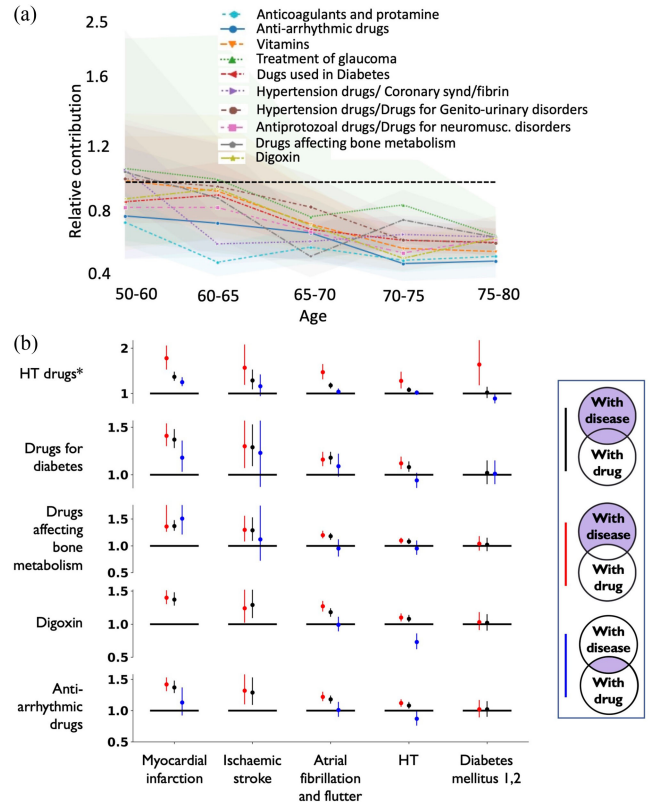 (a)
2.5
1.6
1.2
0.8
0.4
Relative contribution
Anticoagulants and protamine
Anti-arrhythmic drugs
Vitamins
Treatment of glaucoma
Dugs used in Diabetes
Hypertension drugs/ Coronary synd/fibrin
Hypertension drugs/Drugs for Genito-urinary disorders
Antiprotozoal drugs/Drugs for neuromusc. disorders
Drugs affecting bone metabolism
Digoxin
50-60 60-65 65-70 70-75 75-80
Age
(b)
HT drugs*
2
1
Drugs for
diabetes
1.5
1.0
Drugs
affecting
bone
metabolism
1.5
1.0
0.5
Digoxin
1.5
1.0
0.5
Anti-
arrhythmic
drugs
1.5
1.0
0.5
Myocardial
infarction
Ischaemic
stroke
Atrial
fibrillation
and flutter
HT
Diabetes
mellitus 1,2
With
disease
With
drug
With
disease
With
drug
With
disease
With
drug